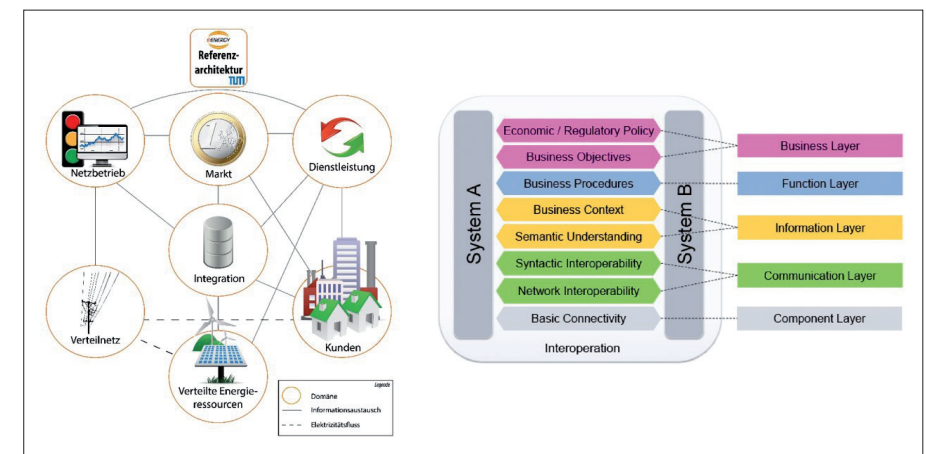 ENERGY
Referenz-
architektur
TUM
Netzbetrieb
Markt
Dienstleistung
Integration
Verteilnetz
Kunden
Verteilte Energie-
ressourcen
Legende
Domäne
Informationsaustausch
Elektrizitätsfluss
System A
Economic / Regulatory Policy
Business Objectives
Business Procedures
Business Context
Semantic Understanding
Syntactic Interoperability
Network Interoperability
Basic Connectivity
Interoperation
System B
Business Layer
Function Layer
Information Layer
Communication Layer
Component Layer